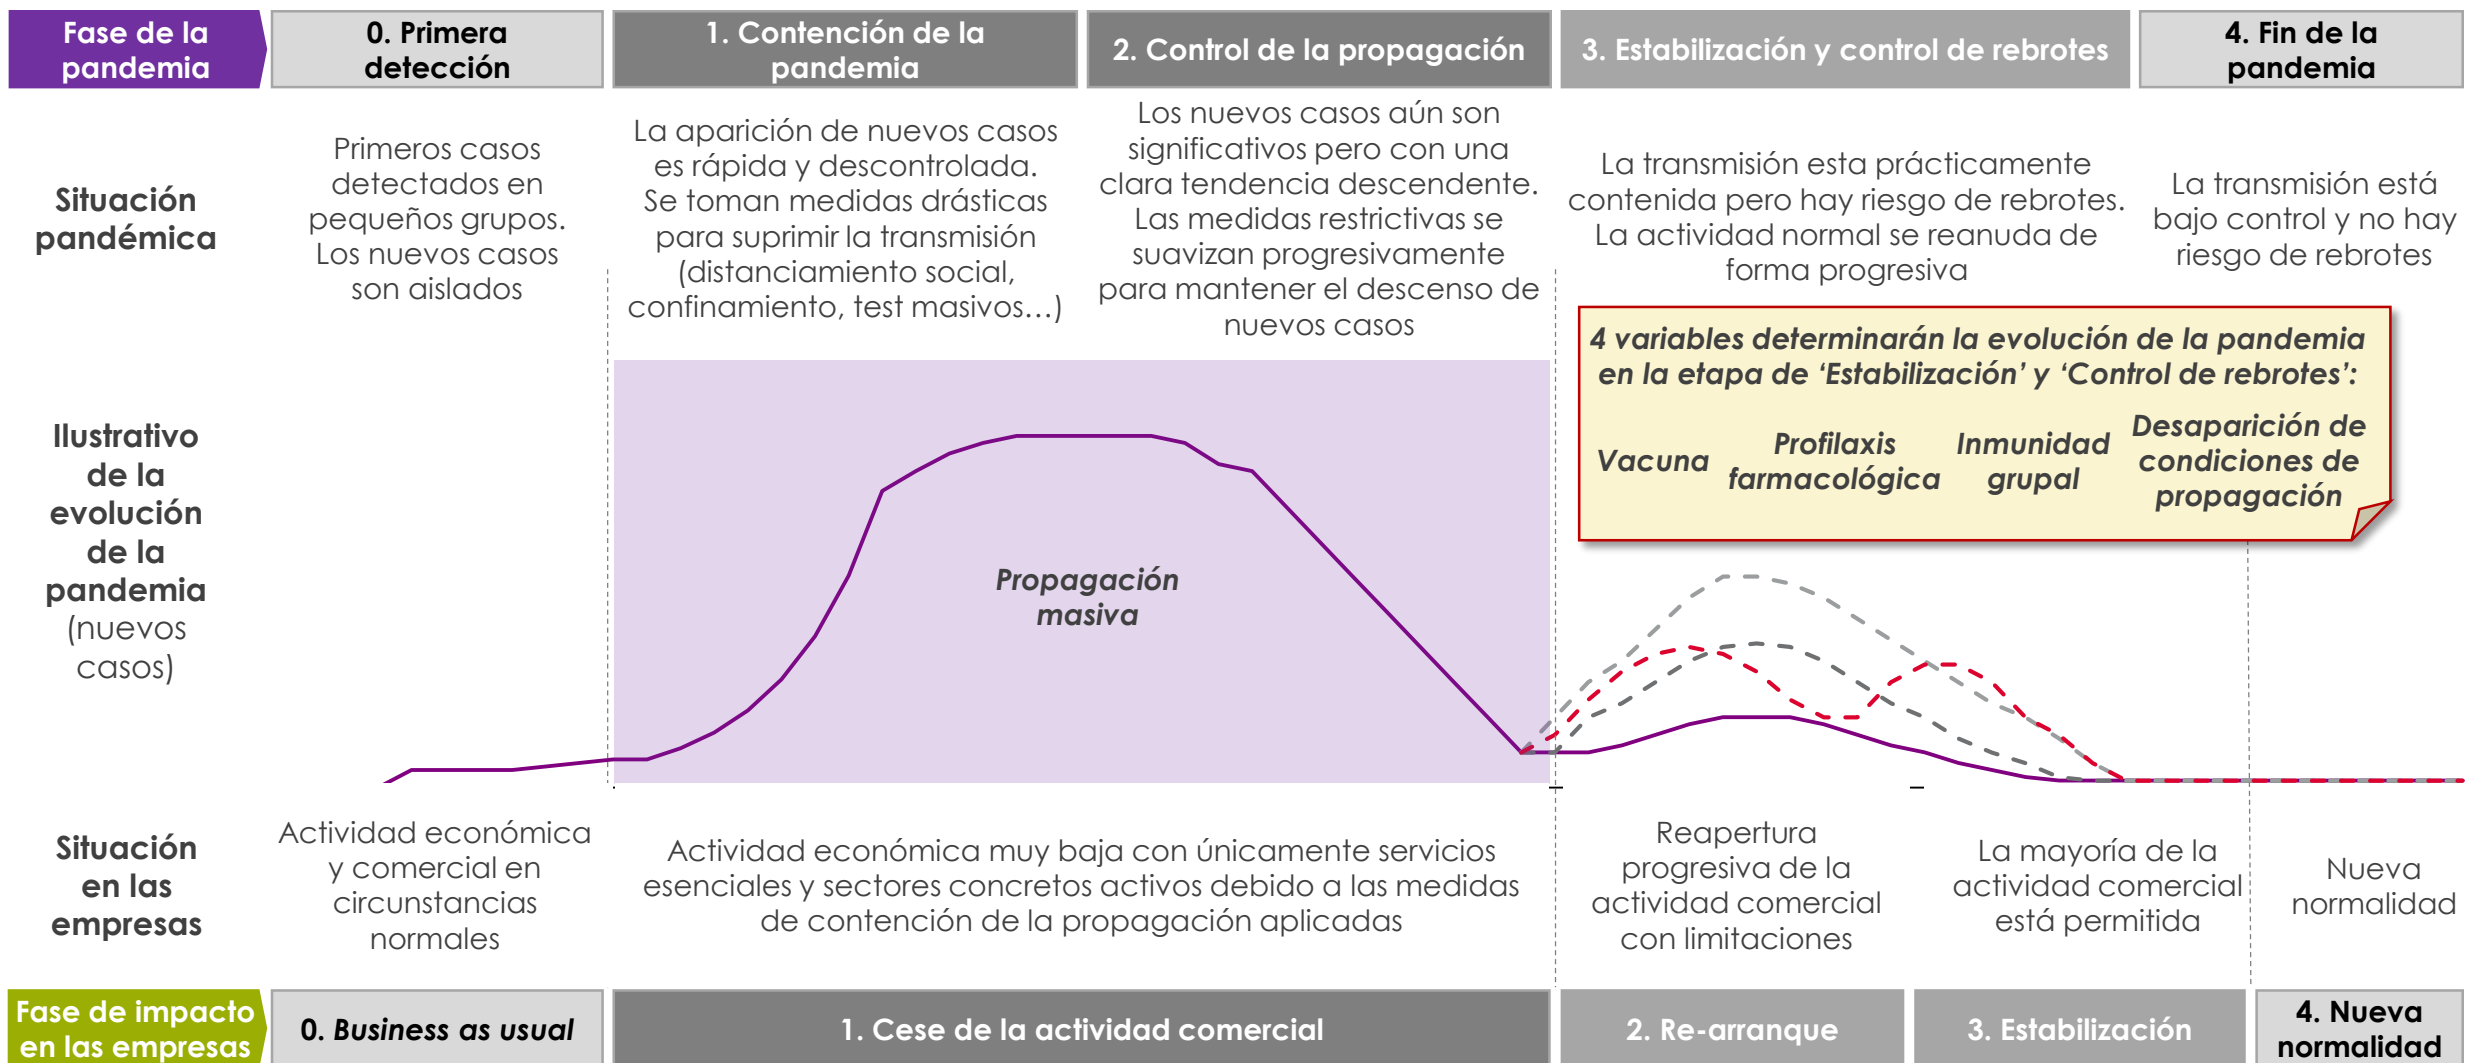 Fase de la
pandemia
0. Primera
detección
1. Contención de la
pandemia
2. Control de la propagación
3. Estabilización y control de rebrotes
4. Fin de la
pandemia
Situación
pandémica
Primeros casos
detectados en
pequeños grupos.
Los nuevos casos
son aislados
La aparición de nuevos casos
es rápida y descontrolada.
Se toman medidas drásticas
para suprimir la transmisión
(distanciamiento social,
confinamiento, test masivos…)
Los nuevos casos aún son
significativos pero con una
clara tendencia descendente.
Las medidas restrictivas se
suavizan progresivamente
para mantener el descenso de
nuevos casos
La transmisión esta prácticamente
contenida pero hay riesgo de rebrotes.
La actividad normal se reanuda de
forma progresiva
La transmisión está
bajo control y no hay
riesgo de rebrotes
4 variables determinarán la evolución de la pandemia
en la etapa de ‘Estabilización’ y ‘Control de rebrotes’:
Vacuna
Profilaxis
farmacológica
Inmunidad
grupal
Desaparición de
condiciones de
propagación
Ilustrativo
de la
evolución
de la
pandemia
(nuevos
casos)
Propagación
masiva
Situación
en las
empresas
Actividad económica
y comercial en
circunstancias
normales
Actividad económica muy baja con únicamente servicios
esenciales y sectores concretos activos debido a las medidas
de contención de la propagación aplicadas
Reapertura
progresiva de la
actividad comercial
con limitaciones
La mayoría de la
actividad comercial
está permitida
Nueva
normalidad
Fase de impacto
en las empresas
0. Business as usual
1. Cese de la actividad comercial
2. Re-arranque
3. Estabilización
4. Nueva
normalidad